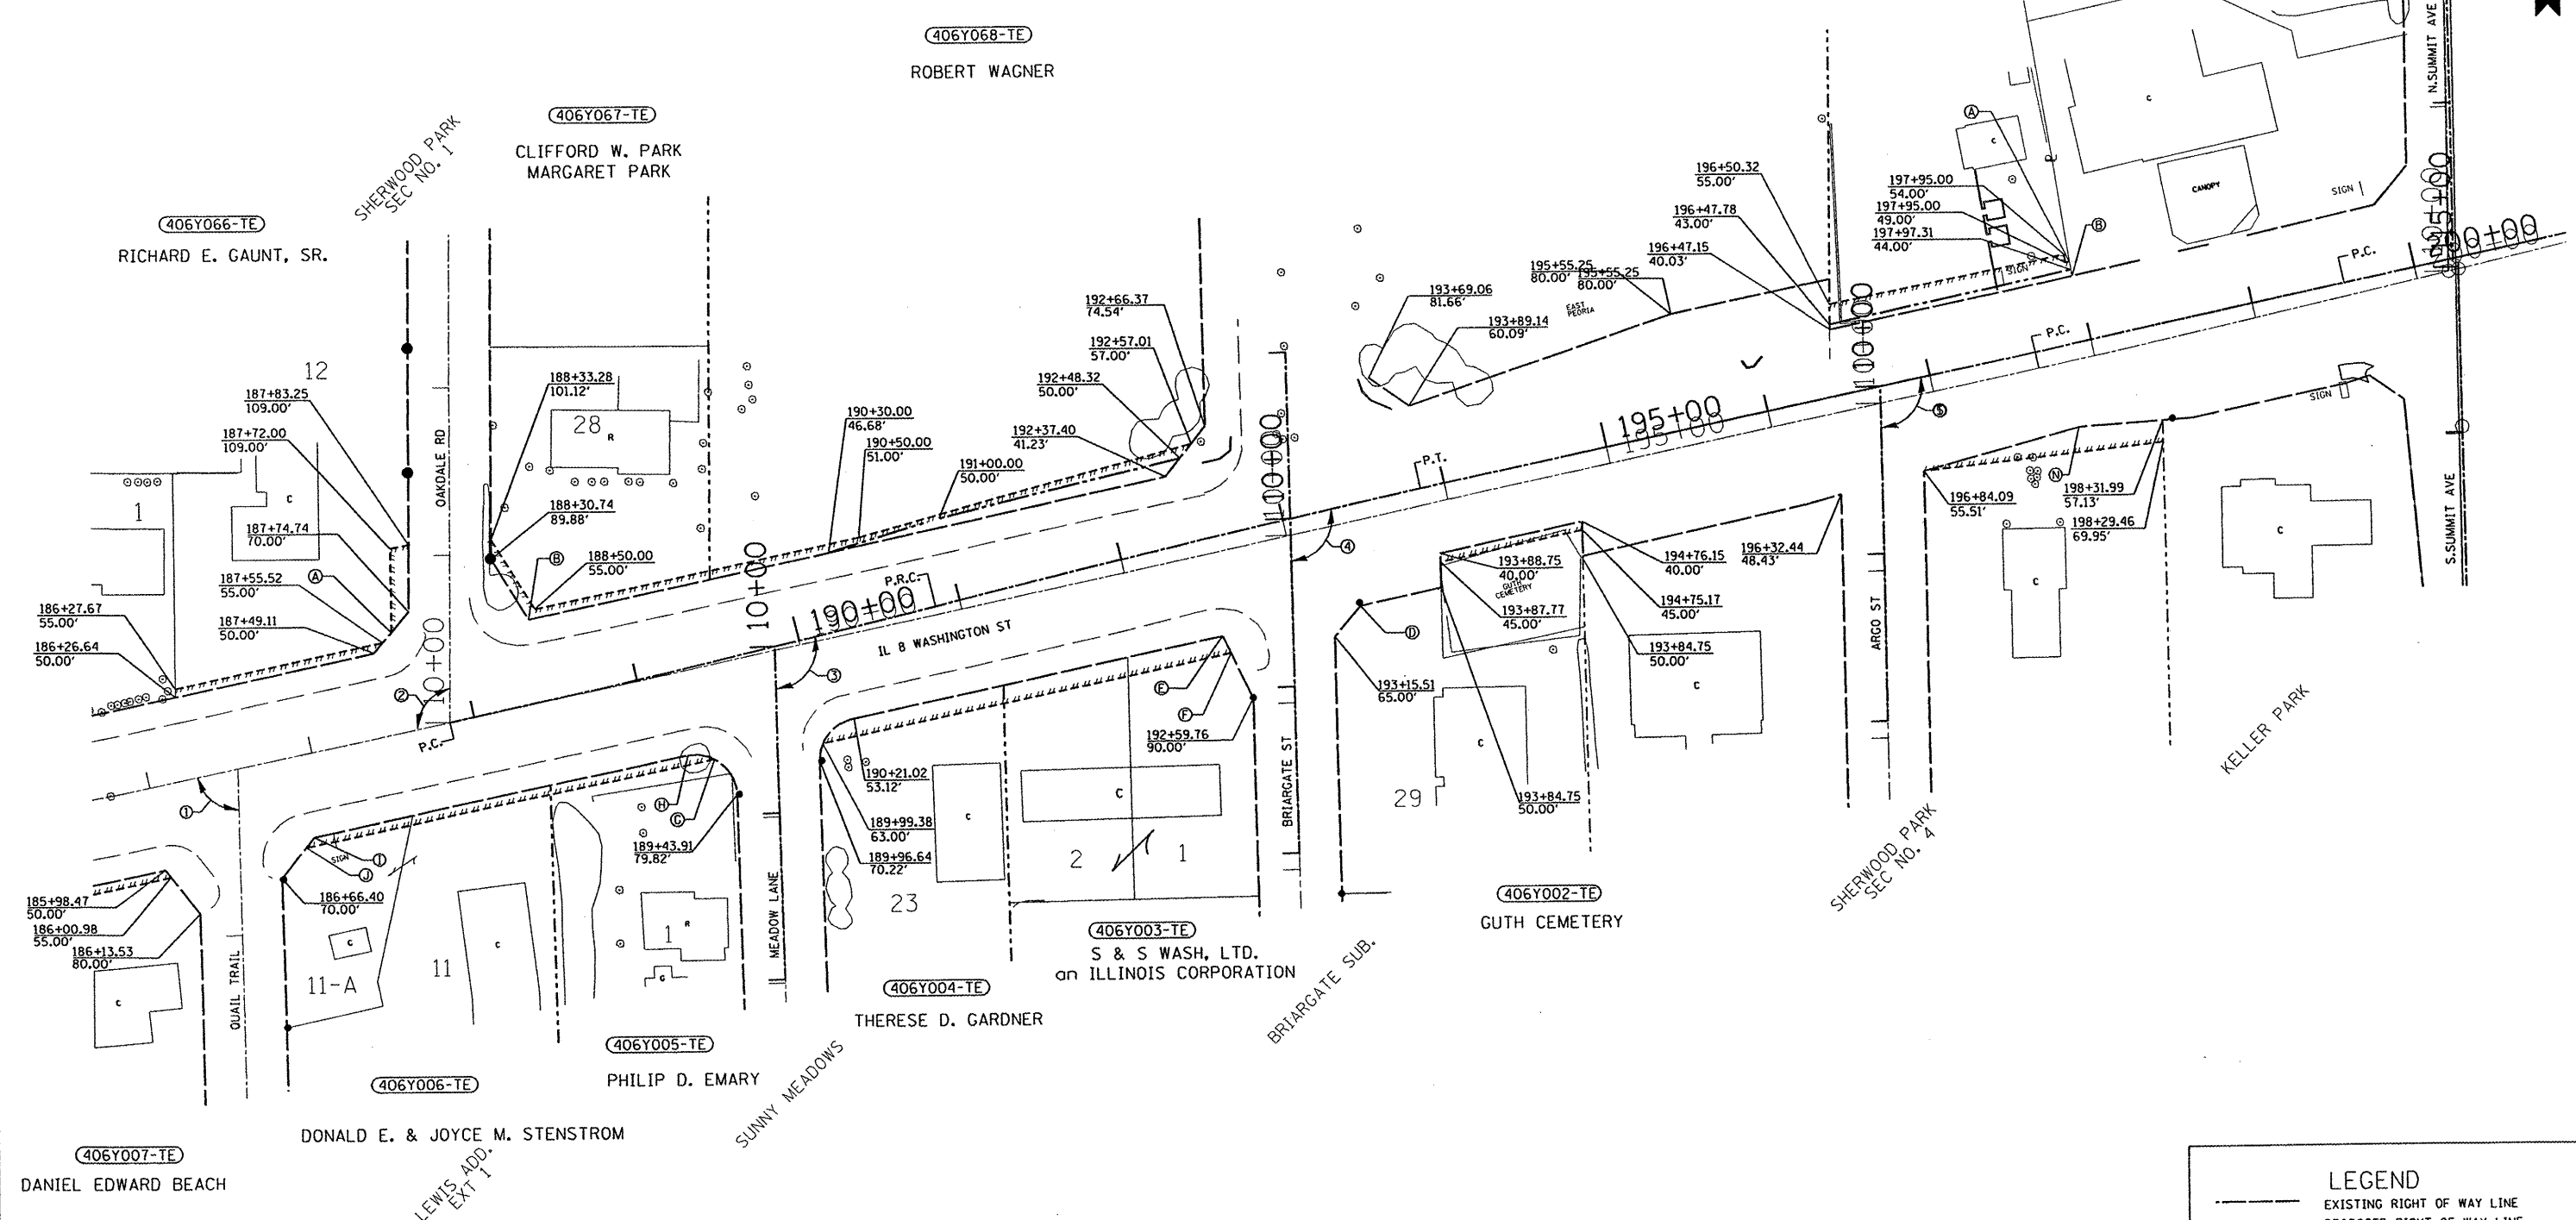 406Y068-TE
ROBERT WAGNER
406Y067-TE
CLIFFORD W. PARK
MARGARET PARK
SHERWOOD PARK
SEC NO. 1
406Y066-TE
RICHARD E. GAUNT, SR.
N.SUMMIT AVE
12
187+83.25
109.00'
187+72.00
109.00'
187+74.74
70.00'
A
187+55.52
55.00'
187+49.11
50.00'
186+27.67
55.00'
186+26.64
50.00'
1
C
OAKDALE RD
10+00
2
P.C.
188+33.28
101.12'
28
R
188+30.74
89.88'
B
188+50.00
55.00'
190+30.00
46.68'
190+50.00
51.00'
191+00.00
50.00'
192+37.40
41.23'
192+48.32
50.00'
192+57.01
57.00'
192+66.37
74.54'
10+00
190+00
P.R.C.
IL 8 WASHINGTON ST
3
100+00
4
P.T.
193+69.06
81.66'
193+89.14
60.09'
195+55.25
80.00'
195+55.25
80.00'
EAST
PEORIA
195+00
195+00
196+50.32
55.00'
196+47.78
43.00'
196+47.15
40.03'
100+00
5
A
C
197+95.00
54.00'
197+95.00
49.00'
197+97.31
44.00'
SIGN
B
C
CANOPY
SIGN
P.C.
P.C.
SIGN
S.SUMMIT AVE
196+84.09
55.51'
N
198+31.99
57.13'
198+29.46
69.95'
C
C
ARGO ST
KELLER PARK
SHERWOOD PARK
SEC NO. 4
196+32.44
48.43'
194+76.15
40.00'
194+75.17
45.00'
193+84.75
50.00'
193+88.75
40.00'
GUTH
CEMETERY
193+87.77
45.00'
C
D
193+15.51
65.00'
C
29
193+84.75
50.00'
406Y002-TE
GUTH CEMETERY
BRIARGATE ST
BRIARGATE SUB.
E
F
192+59.76
90.00'
C
2
1
406Y003-TE
S & S WASH, LTD.
an ILLINOIS CORPORATION
190+21.02
53.12'
189+99.38
63.00'
189+96.64
70.22'
C
23
406Y004-TE
THERESE D. GARDNER
MEADOW LANE
SUNNY MEADOWS
H
G
189+43.91
79.82'
1
R
406Y005-TE
PHILIP D. EMARY
1
SIGN
I
J
186+66.40
70.00'
C
11-A
11
C
406Y006-TE
DONALD E. & JOYCE M. STENSTROM
LEWIS ADD.
EXT 1
QUAIL TRAIL
185+98.47
50.00'
186+00.98
55.00'
186+13.53
80.00'
C
406Y007-TE
DANIEL EDWARD BEACH
LEGEND
EXISTING RIGHT OF WAY LINE